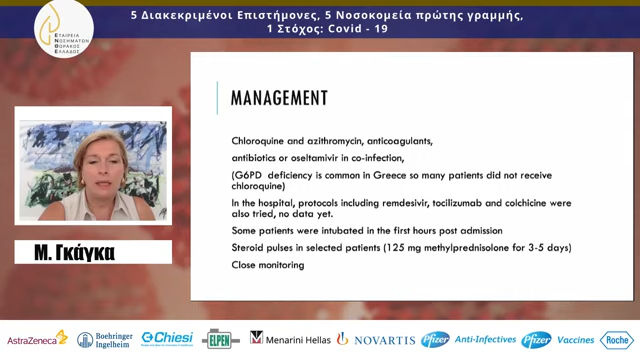 5 Διακεκριμένοι Επιστήμονες, 5 Νοσοκομεία πρώτης γραμμής,
1 Στόχος: Covid - 19
ΕΤΑΙΡΕΙΑ
ΝΟΣΗΜΑΤΩΝ
ΘΩΡΑΚΟΣ
ΕΛΛΑΔΟΣ
MANAGEMENT
Chloroquine and azithromycin, anticoagulants,
antibiotics or oseltamivir in co-infection,
(G6PD deficiency is common in Greece so many patients did not receive
chloroquine)
In the hospital, protocols including remdesivir, tocilizumab and colchicine were
also tried, no data yet.
Some patients were intubated in the first hours post admission
Steroid pulses in selected patients (125 mg methylprednisolone for 3-5 days)
Close monitoring
Μ. Γκάγκα
AstraZeneca
Boehringer
Ingelheim
Chiesi
ELPEN
Menarini Hellas
NOVARTIS
Pfizer
Anti-Infectives
Pfizer
Vaccines
Roche